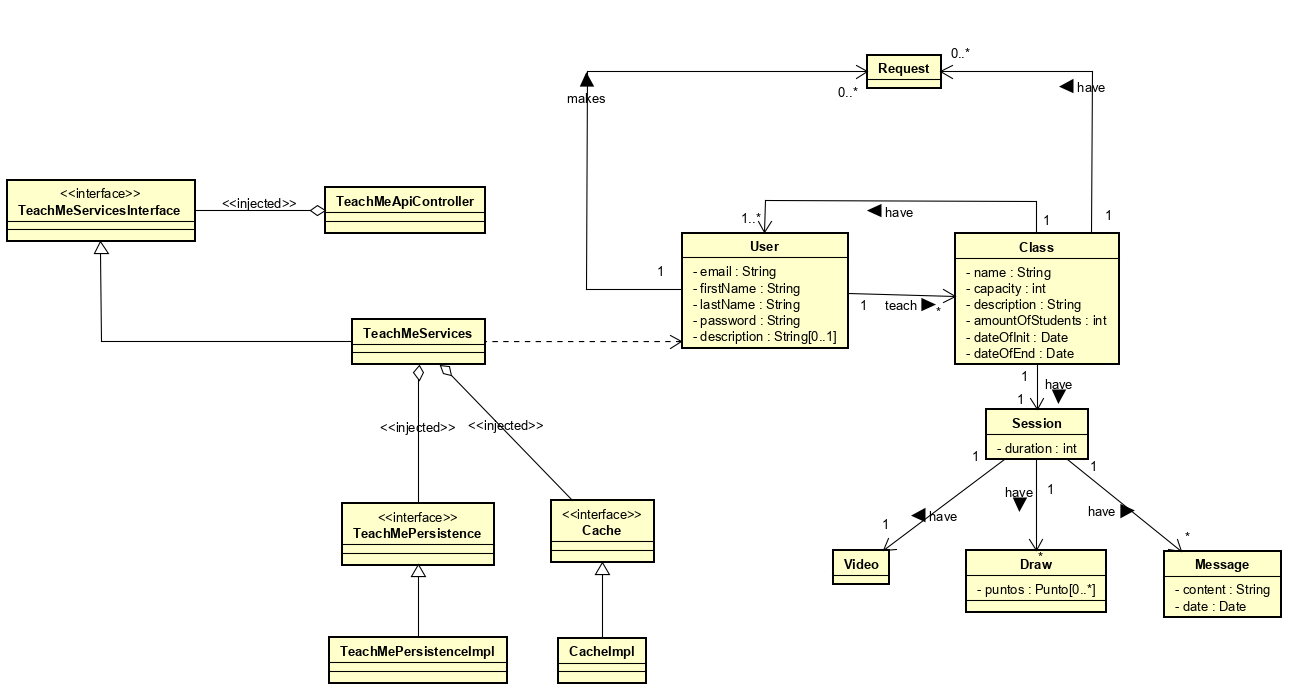 0..*
Request
0..*
makes
have
<<interface>>
TeachMeServicesInterface
<<injected>>
TeachMeApiController
1..*
have
1
1
User
- email : String
- firstName : String
- lastName : String
- password : String
- description : String[0..1]
1
1
teach
*
Class
- name : String
- capacity : int
- description : String
- amountOfStudents : int
- dateOfInit : Date
- dateOfEnd : Date
TeachMeServices
1
have
1
Session
- duration : int
<<injected>>
<<injected>>
1
1
1
have
have
have
1
*
*
<<interface>>
TeachMePersistence
<<interface>>
Cache
Video
Draw
- puntos : Punto[0..*]
Message
- content : String
- date : Date
TeachMePersistenceImpl
CacheImpl